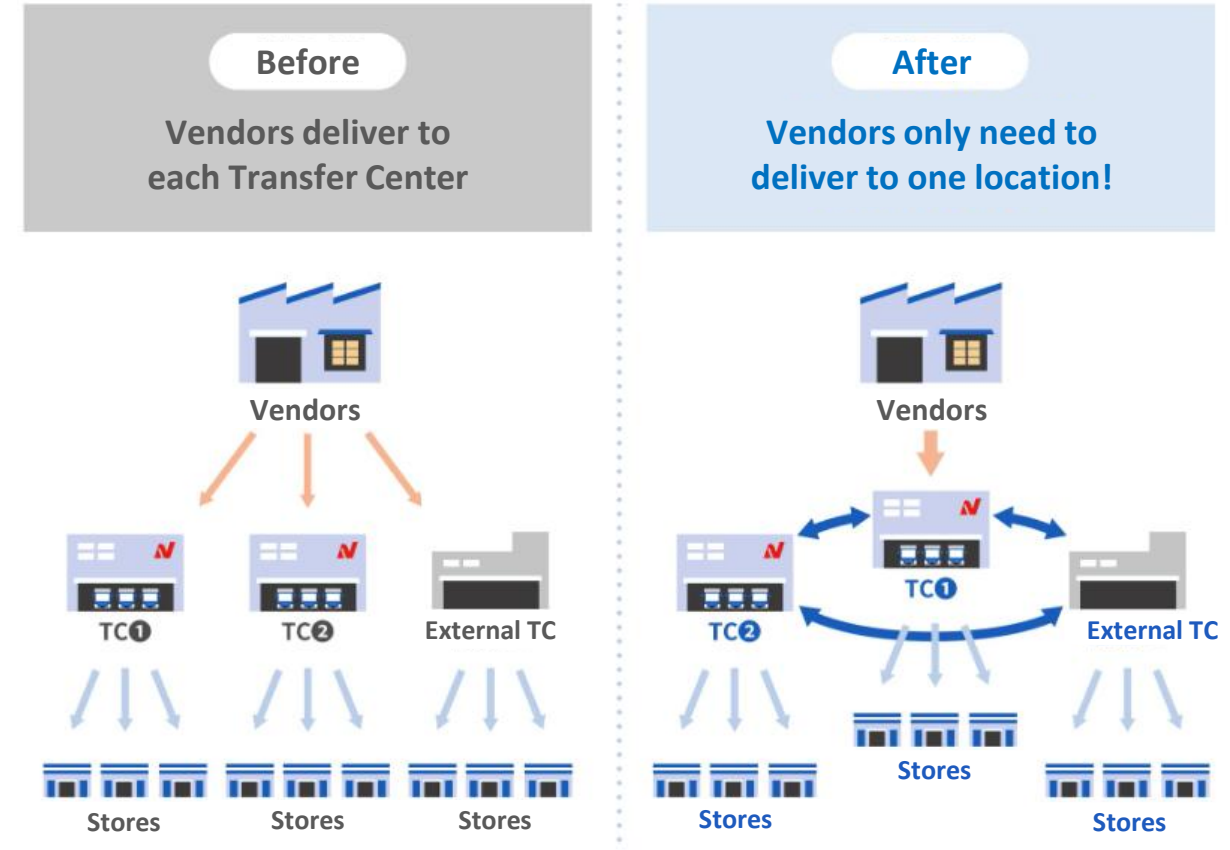 Before
Vendors deliver to
each Transfer Center
Vendors
TC❶
TC❷
External TC
Stores
Stores
Stores
After
Vendors only need to
deliver to one location!
Vendors
TC❶
TC❷
External TC
Stores
Stores
Stores